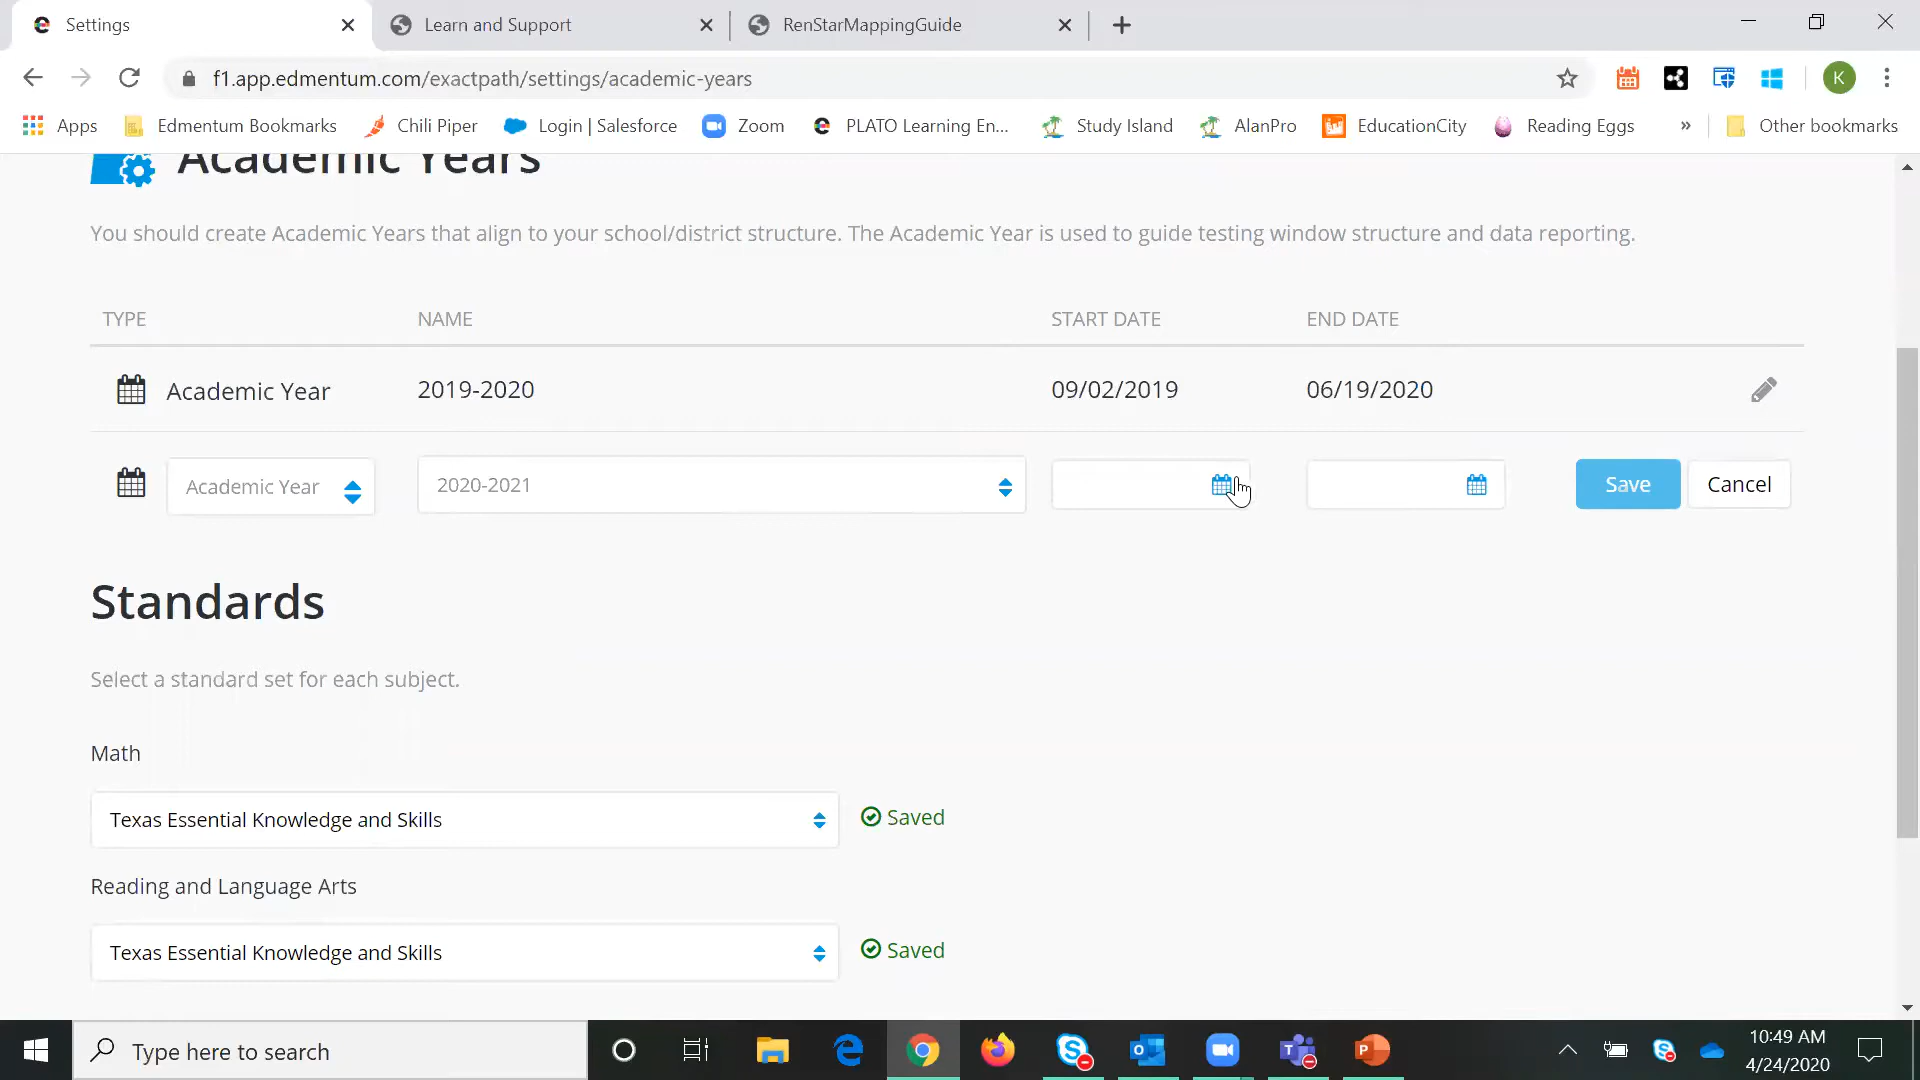 Settings
Learn and Support
RenStarMappingGuide
f1.app.edmentum.com/exactpath/settings/academic-years
K
Apps
Edmentum Bookmarks
Chili Piper
Login | Salesforce
Zoom
PLATO Learning En...
Study Island
AlanPro
EducationCity
Reading Eggs
»
Other bookmarks
Academic Years
You should create Academic Years that align to your school/district structure. The Academic Year is used to guide testing window structure and data reporting.
TYPE NAME START DATE END DATE
Academic Year 2019-2020 09/02/2019 06/19/2020
Academic Year 2020-2021 Save Cancel
Standards
Select a standard set for each subject.
Math
Texas Essential Knowledge and Skills Saved
Reading and Language Arts
Texas Essential Knowledge and Skills Saved
Type here to search
10:49 AM
4/24/2020